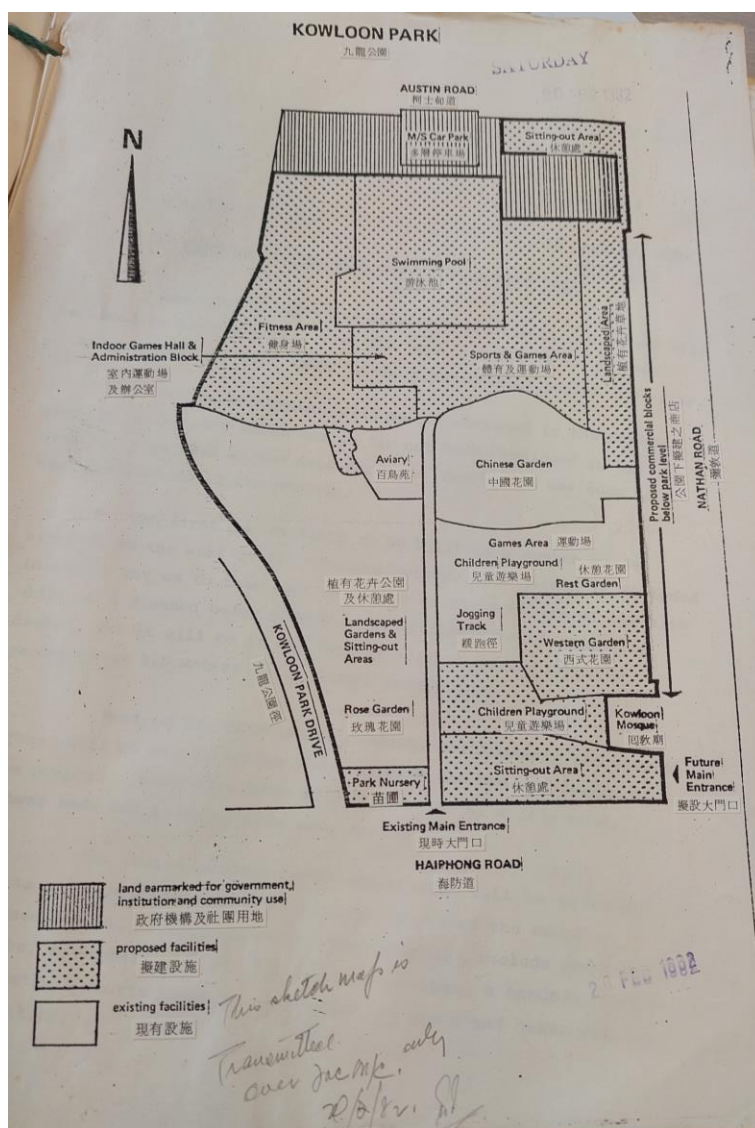 KOWLOON PARK
九龍公園
SATURDAY
AUSTIN ROAD
柯士甸道
N
M/S Car Park
多層停車場
Sitting-out Area
休憩處
Swimming Pool
游泳池
Fitness Area
健身場
Indoor Games Hall &
Administration Block
室內運動場
及辦公室
Sports & Games Area
體育及運動場
Landscaped Area
植有花卉草地
Proposed commercial blocks
below park level
公園下擬建之商店
NATHAN ROAD
彌敦道
Aviary
百鳥苑
Chinese Garden
中國花園
Games Area 運動場
Children Playground
兒童遊樂場
休憩花園
Rest Garden
植有花卉公園
及休憩處
Landscaped
Gardens &
Sitting-out
Areas
Jogging
Track
緩跑徑
Western Garden
西式花園
KOWLOON PARK DRIVE
九龍公園徑
Rose Garden
玫瑰花園
Children Playground
兒童遊樂場
Kowloon
Mosque
回教廟
Park Nursery
苗圃
Sitting-out Area
休憩處
Future
Main
Entrance
擬設大門口
Existing Main Entrance
現時大門口
HAIPHONG ROAD
海防道
land earmarked for government,
institution and community use
政府機構及社團用地
proposed facilities
擬建設施
existing facilities
現有設施
This sketch map is
Transmitted
over Doc M/c. only
20/2/82.
20 FEB 1982